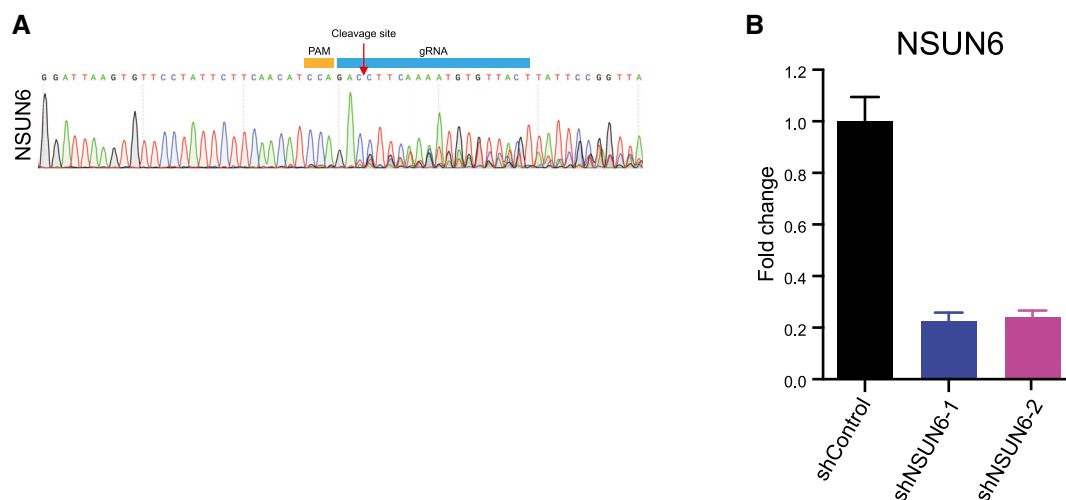 A
Cleavage site
PAM
gRNA
G G A T T A A G T G T T C C T A T T C T T C A A C A T C C A G A C C T T C A A A A T G T G T T A C T T A T T C C G G T T A
NSUN6
B
NSUN6
Fold change
1.2
1.0
0.8
0.6
0.4
0.2
0.0
shControl
shNSUN6-1
shNSUN6-2